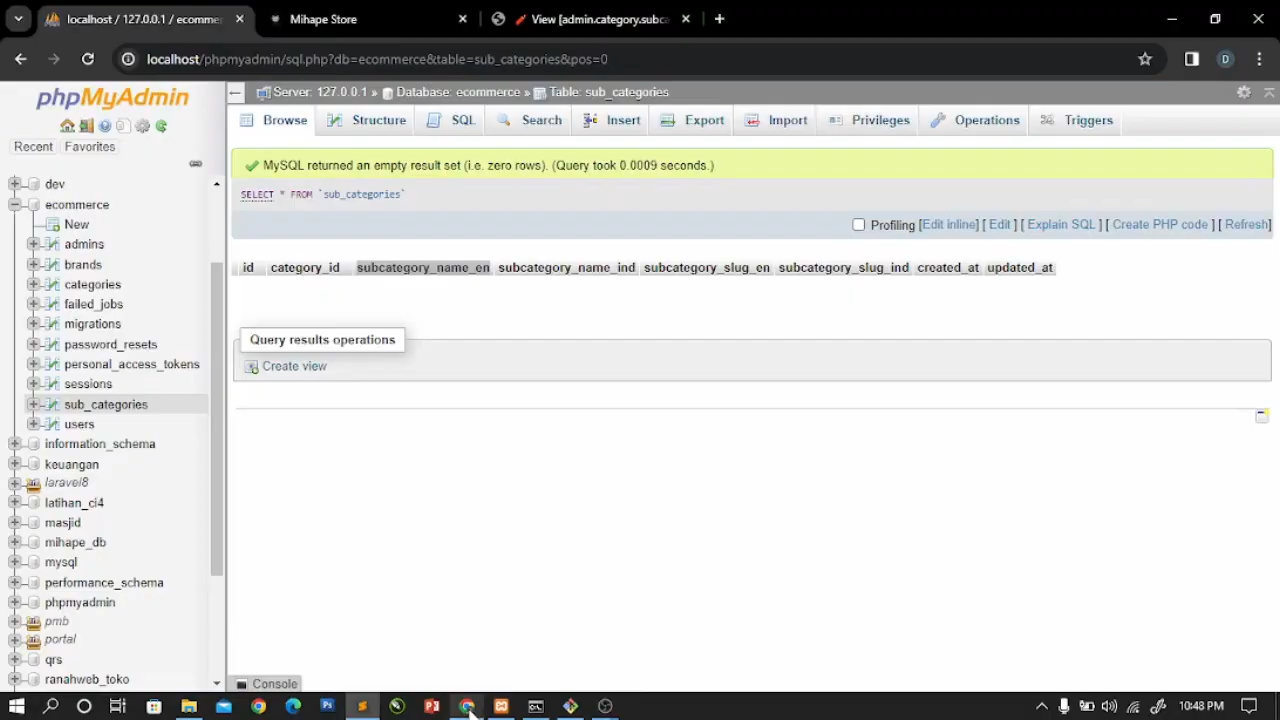 localhost / 127.0.0.1 / ecomme
Mihape Store
View [admin.category.subca
localhost/phpmyadmin/sql.php?db=ecommerce&table=sub_categories&pos=0
D
phpMyAdmin
Recent
Favorites
dev
ecommerce
New
admins
brands
categories
failed_jobs
migrations
password_resets
personal_access_tokens
sessions
sub_categories
users
information_schema
keuangan
laravel8
latihan_ci4
masjid
mihape_db
mysql
performance_schema
phpmyadmin
pmb
portal
qrs
ranahweb_toko
Server: 127.0.0.1 » Database: ecommerce » Table: sub_categories
Browse Structure SQL Search Insert Export Import Privileges Operations Triggers
MySQL returned an empty result set (i.e. zero rows). (Query took 0.0009 seconds.)
SELECT * FROM `sub_categories`
Profiling [Edit inline] [ Edit ] [ Explain SQL ] [ Create PHP code ] [ Refresh]
id category_id subcategory_name_en subcategory_name_ind subcategory_slug_en subcategory_slug_ind created_at updated_at
Query results operations
Create view
Console
Ps
10:48 PM